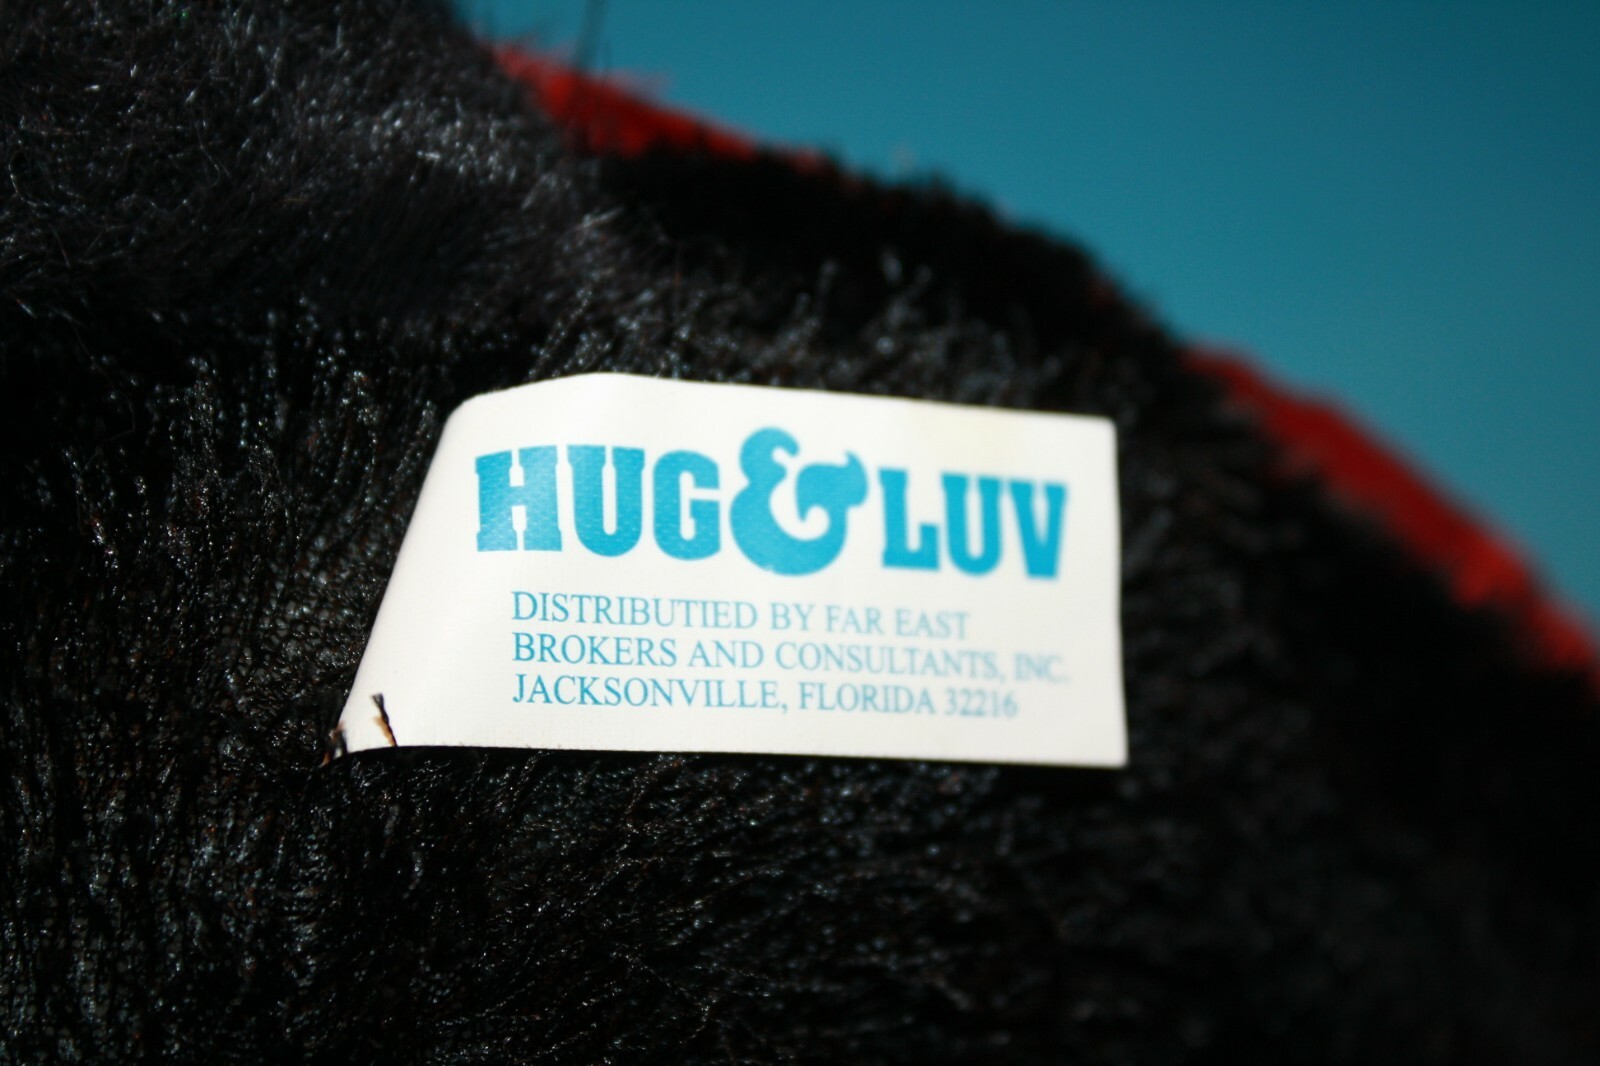 HUG&LUV
DISTRIBUTIED BY FAR EAST
BROKERS AND CONSULTANTS, INC.
JACKSONVILLE, FLORIDA 32216